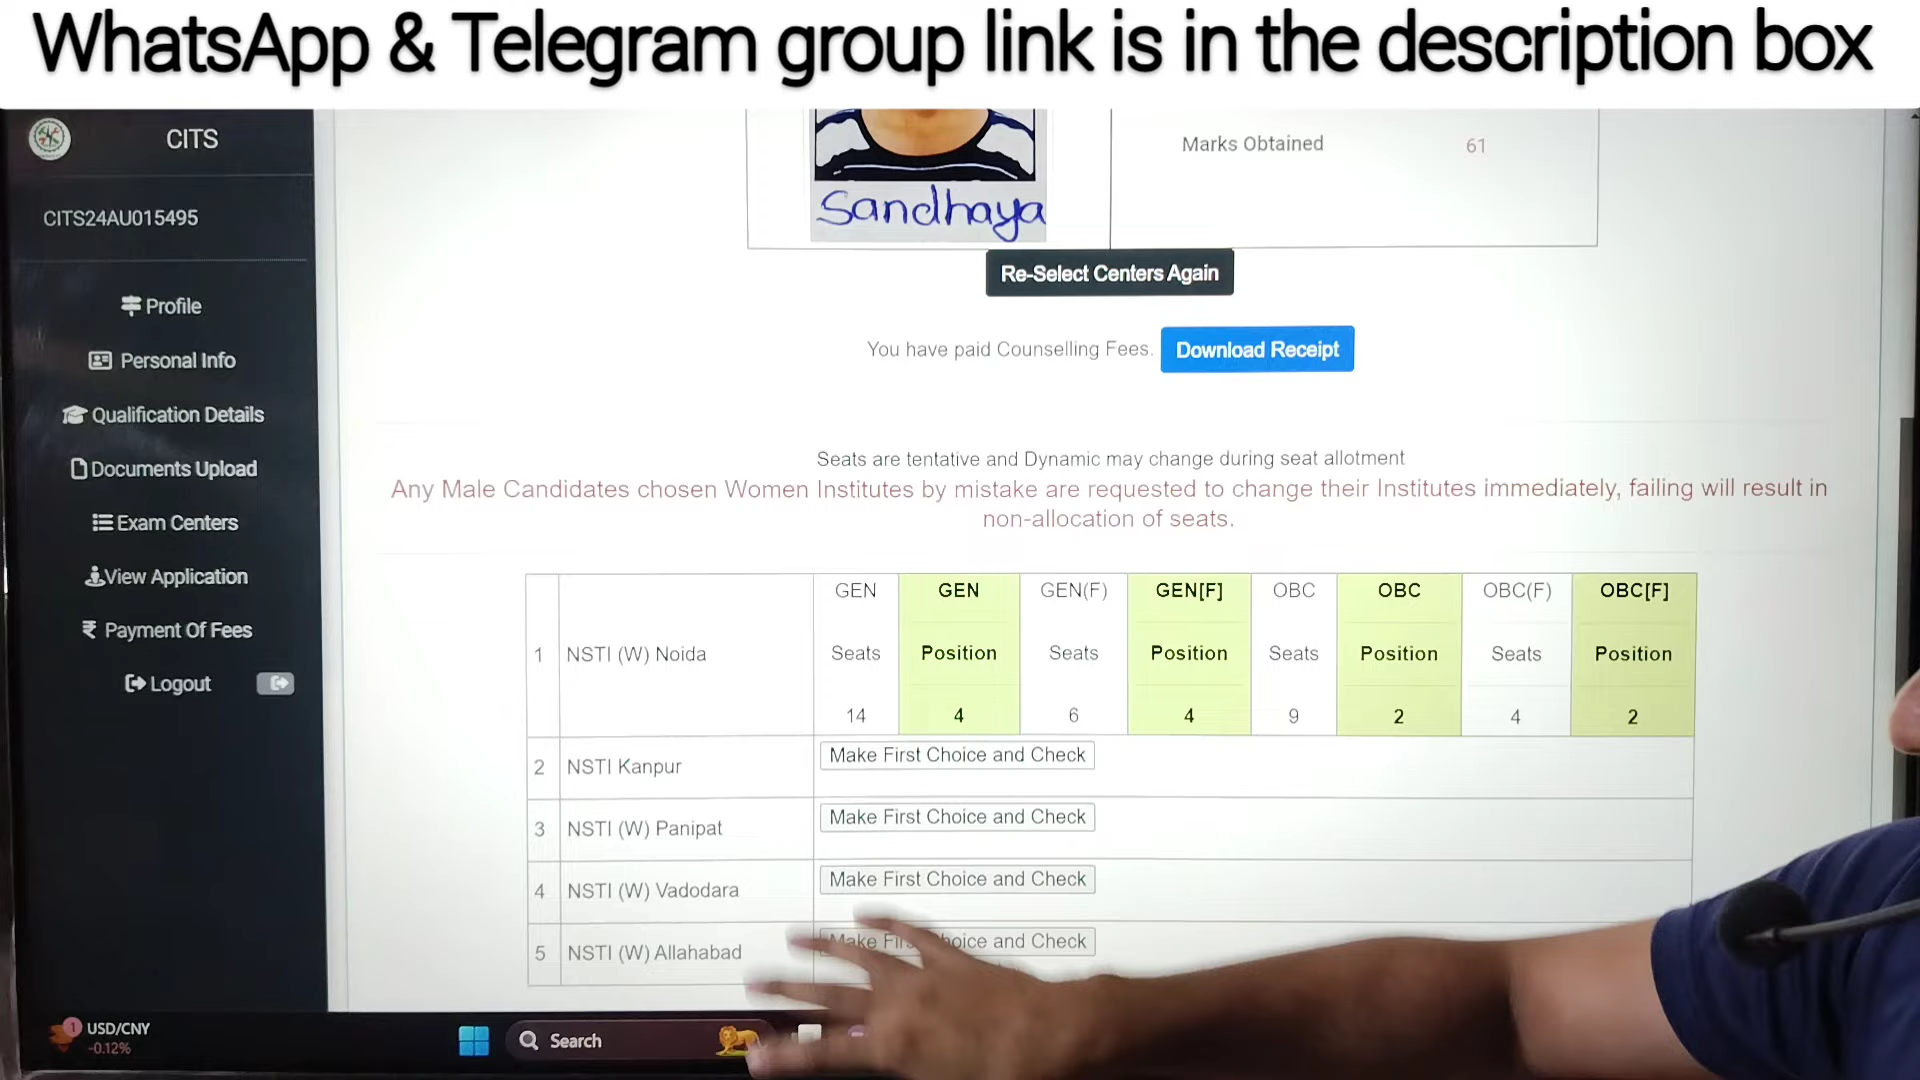 WhatsApp & Telegram group link is in the description box
CITS
CITS24AU015495
Profile
Personal Info
Qualification Details
Documents Upload
Exam Centers
View Application
₹ Payment Of Fees
Logout
Marks Obtained 61
Sandhaya
Re-Select Centers Again
You have paid Counselling Fees. Download Receipt
Seats are tentative and Dynamic may change during seat allotment
Any Male Candidates chosen Women Institutes by mistake are requested to change their Institutes immediately, failing will result in
non-allocation of seats.
GEN GEN GEN(F) GEN[F] OBC OBC OBC(F) OBC[F]
1 NSTI (W) Noida Seats Position Seats Position Seats Position Seats Position
14 4 6 4 9 2 4 2
2 NSTI Kanpur Make First Choice and Check
3 NSTI (W) Panipat Make First Choice and Check
4 NSTI (W) Vadodara Make First Choice and Check
5 NSTI (W) Allahabad Make First Choice and Check
1 USD/CNY
-0.12%
Search